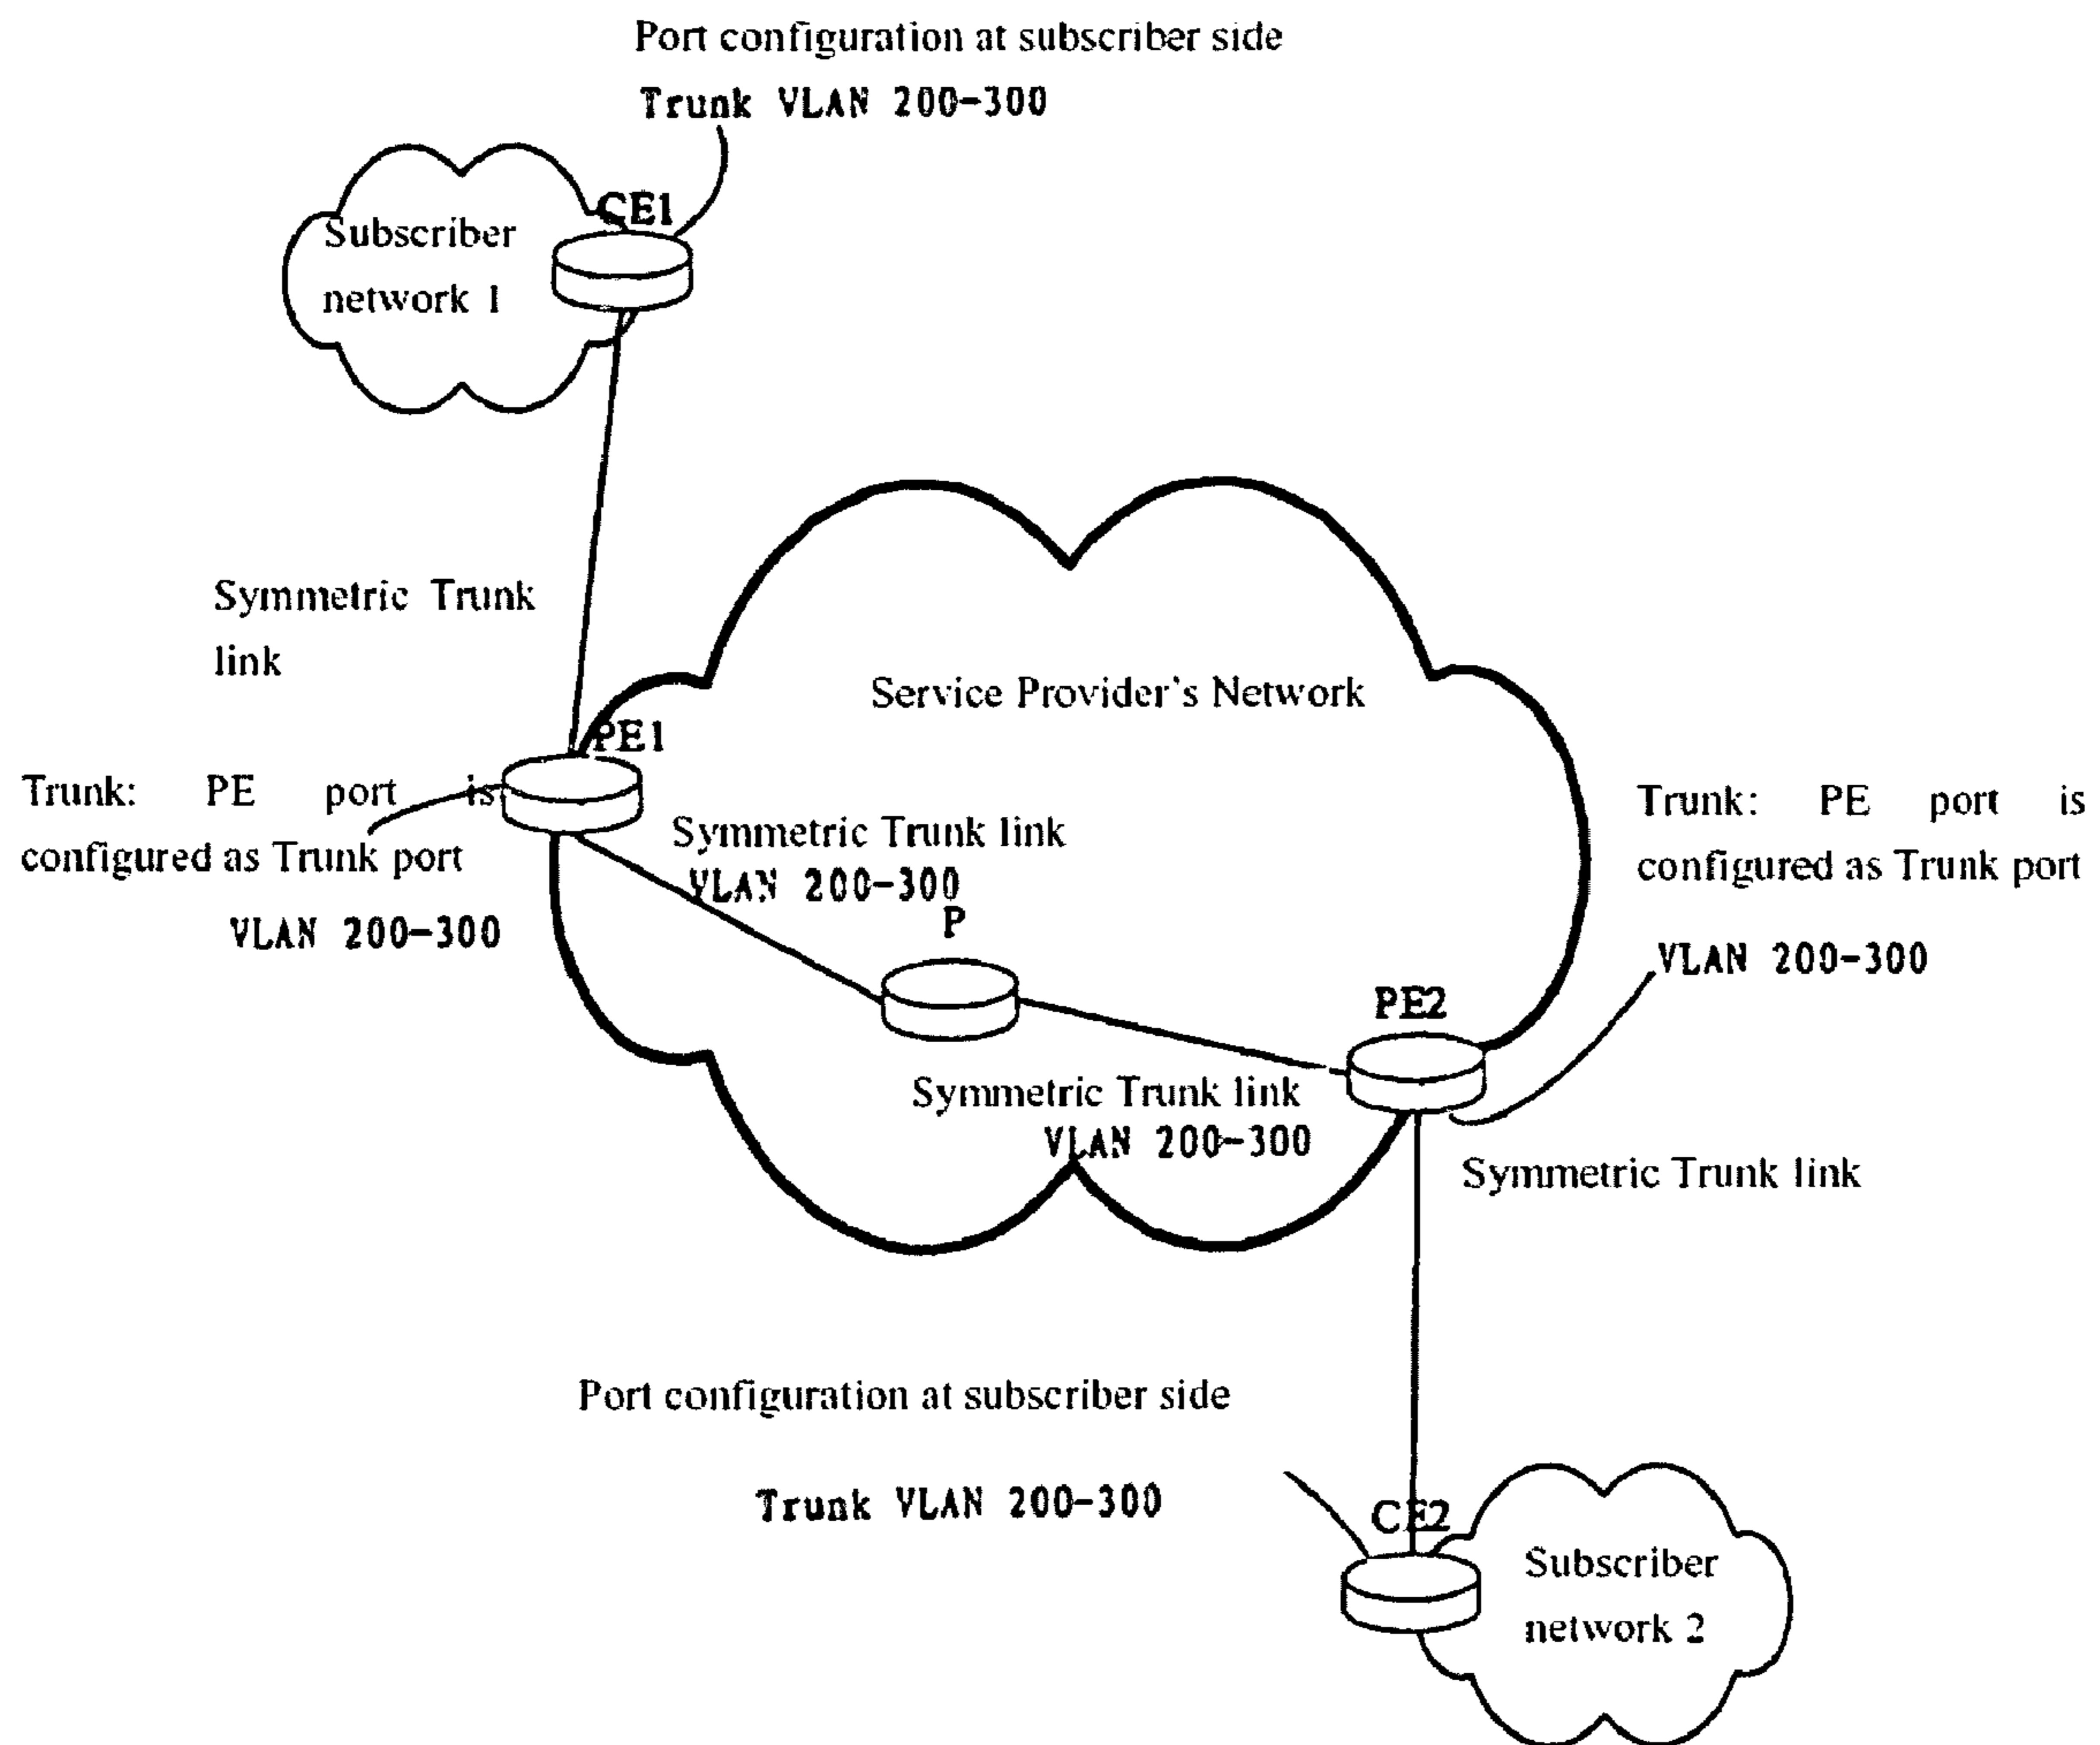 Port configuration at subscriber side
Trunk VLAN 200-300
CE1
Subscriber
network 1
Symmetric Trunk
link
Service Provider's Network
PE1
Trunk: PE port is
configured as Trunk port
VLAN 200-300
Symmetric Trunk link
VLAN 200-300
P
Trunk: PE port is
configured as Trunk port
VLAN 200-300
PE2
Symmetric Trunk link
VLAN 200-300
Symmetric Trunk link
Port configuration at subscriber side
Trunk VLAN 200-300
CE2
Subscriber
network 2